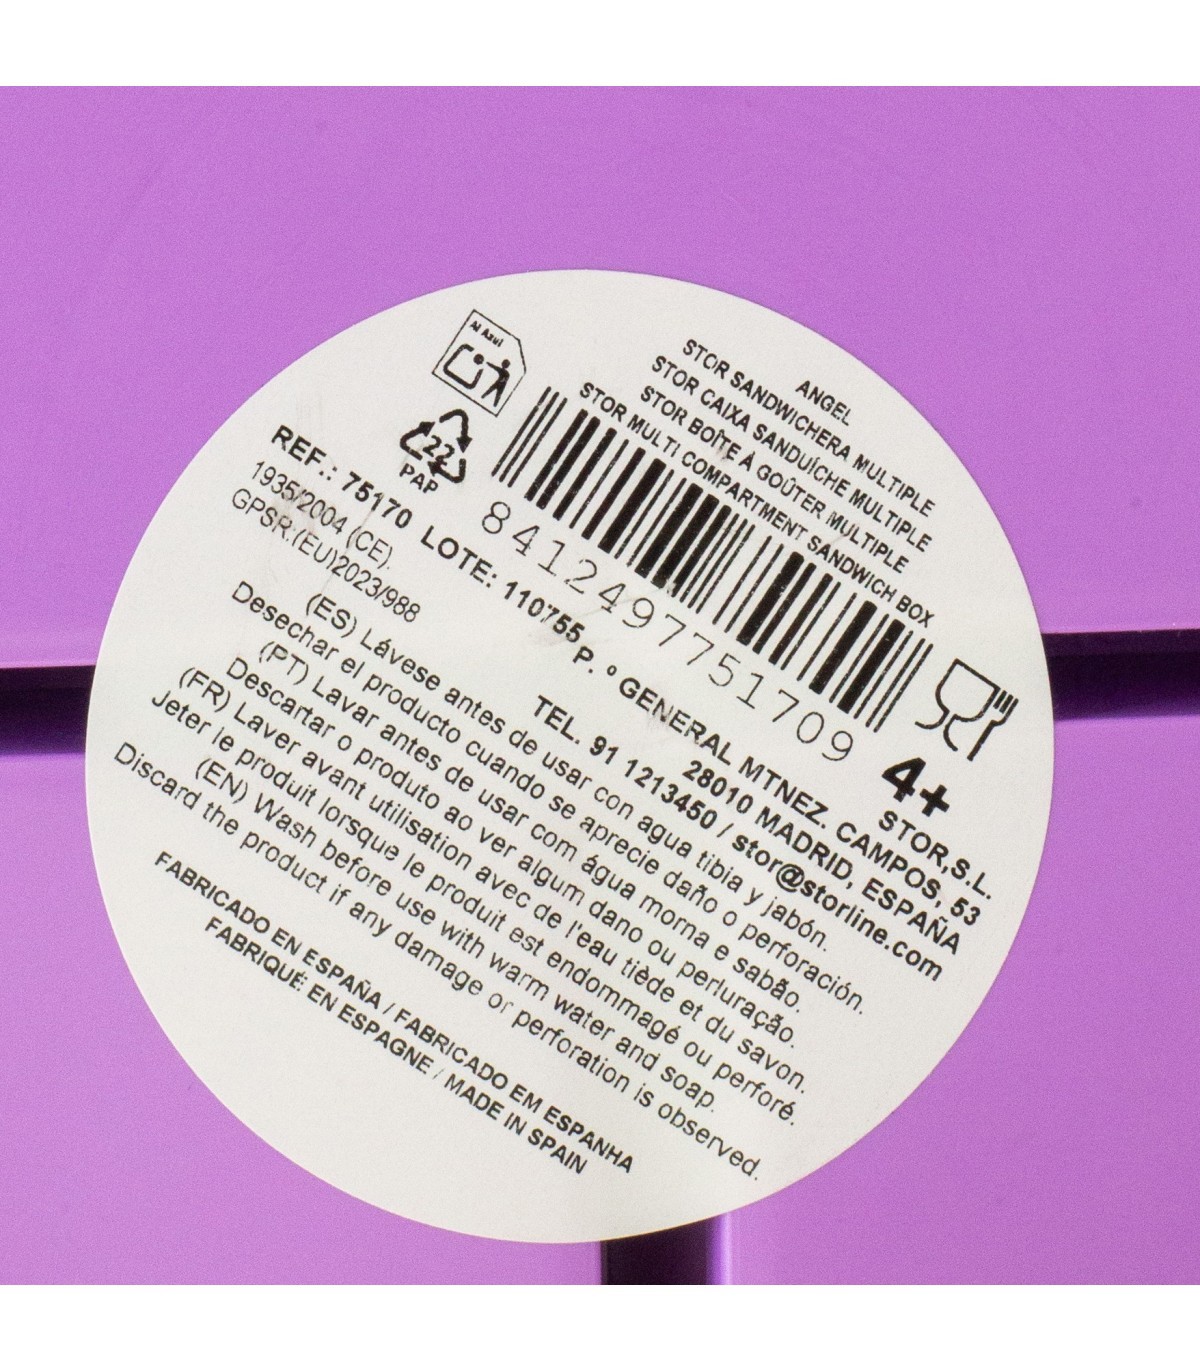 Al Azul
22
PAP
ANGEL
STOR SANDWICHERA MULTIPLE
STOR CAIXA SANDUÍCHE MULTIPLE
STOR BOÎTE À GOÛTER MULTIPLE
STOR MULTI COMPARTMENT SANDWICH BOX
8412497751709
4+
REF.: 75170 LOTE: 110755
1935/2004 (CE).
GPSR:(EU)2023/988
STOR,S.L.
P. º GENERAL MTNEZ. CAMPOS, 53
28010 MADRID, ESPAÑA
TEL. 91 1213450 / stor@storline.com
(ES) Lávese antes de usar con agua tibia y jabón.
Desechar el producto cuando se aprecie daño o perforación.
(PT) Lavar antes de usar com água morna e sabão.
Descartar o produto ao ver algum dano ou perluração.
(FR) Laver avant utilisation avec de l'eau tiède et du savon.
Jeter le produit lorsque le produit est endommagé ou perforé.
(EN) Wash before use with warm water and soap.
Discard the product if any damage or perforation is observed.
FABRICADO EN ESPAÑA / FABRICADO EM ESPANHA
FABRIQUÉ EN ESPAGNE / MADE IN SPAIN